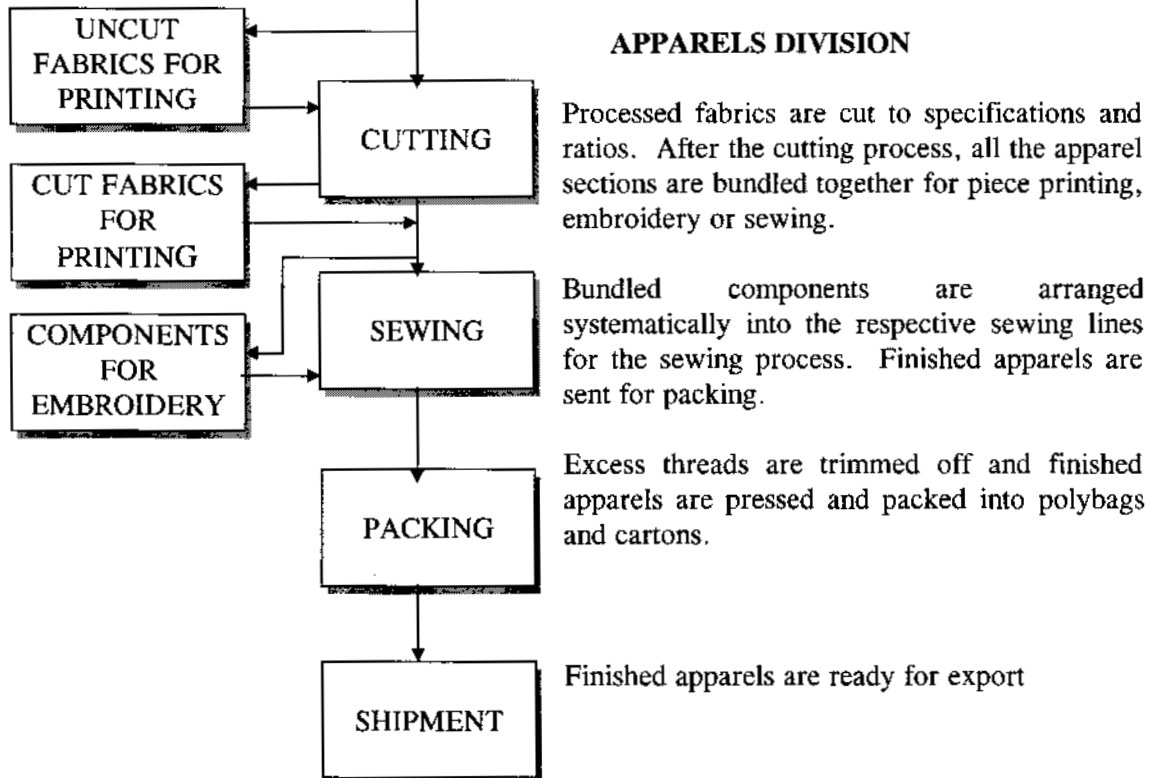 UNCUT
FABRICS FOR
PRINTING
CUTTING
CUT FABRICS
FOR
PRINTING
SEWING
COMPONENTS
FOR
EMBROIDERY
PACKING
SHIPMENT
APPARELS DIVISION
Processed fabrics are cut to specifications and
ratios. After the cutting process, all the apparel
sections are bundled together for piece printing,
embroidery or sewing.
Bundled components are arranged
systematically into the respective sewing lines
for the sewing process. Finished apparels are
sent for packing.
Excess threads are trimmed off and finished
apparels are pressed and packed into polybags
and cartons.
Finished apparels are ready for export